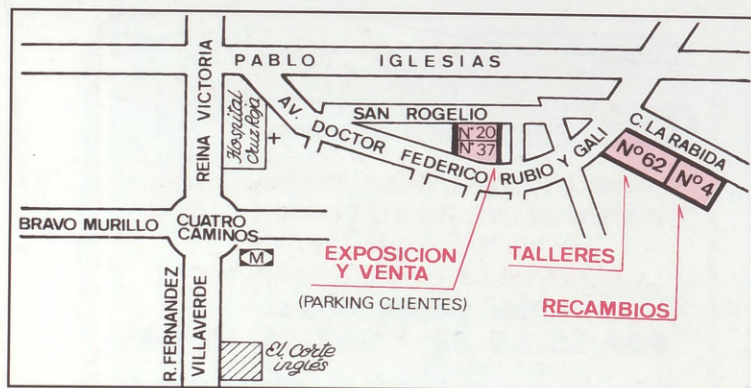 PABLO IGLESIAS
REINA VICTORIA
Hospital
Cruz Roja
AV. DOCTOR FEDERICO RUBIO Y GALI
SAN ROGELIO
Nº 20
Nº 37
C. LA RABIDA
Nº 62
Nº 4
BRAVO MURILLO
CUATRO
CAMINOS
M
EXPOSICION
Y VENTA
(PARKING CLIENTES)
TALLERES
RECAMBIOS
R. FERNANDEZ
VILLAVERDE
El Corte
inglés